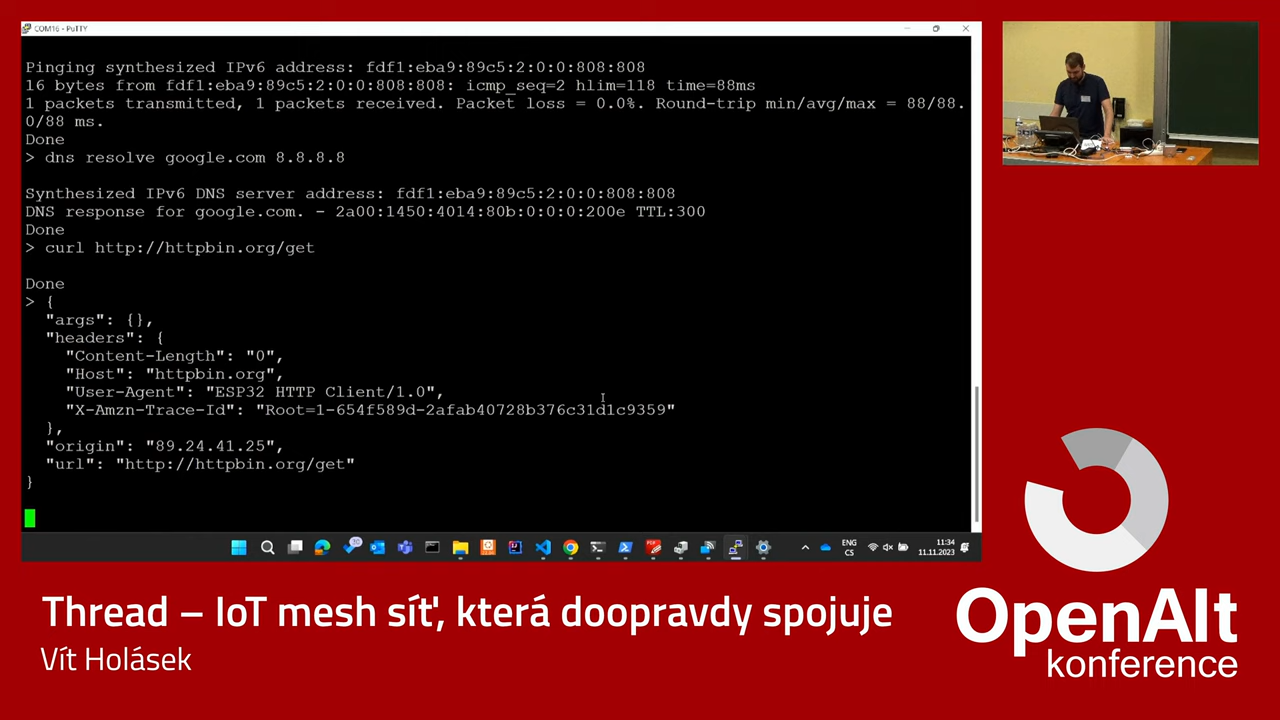 COM16 - PuTTY
Pinging synthesized IPv6 address: fdf1:eba9:89c5:2:0:0:808:808
16 bytes from fdf1:eba9:89c5:2:0:0:808:808: icmp_seq=2 hlim=118 time=88ms
1 packets transmitted, 1 packets received. Packet loss = 0.0%. Round-trip min/avg/max = 88/88.
0/88 ms.
Done
> dns resolve google.com 8.8.8.8
Synthesized IPv6 DNS server address: fdf1:eba9:89c5:2:0:0:808:808
DNS response for google.com. - 2a00:1450:4014:80b:0:0:0:200e TTL:300
Done
> curl http://httpbin.org/get
Done
> {
"args": {},
"headers": {
"Content-Length": "0",
"Host": "httpbin.org",
"User-Agent": "ESP32 HTTP Client/1.0",
"X-Amzn-Trace-Id": "Root=1-654f589d-2afab40728b376c31d1c9359"
},
"origin": "89.24.41.25",
"url": "http://httpbin.org/get"
}
ENG
CS
11:34
11.11.2023
Thread – IoT mesh síť, která doopravdy spojuje
Vít Holásek
OpenAlt
konference